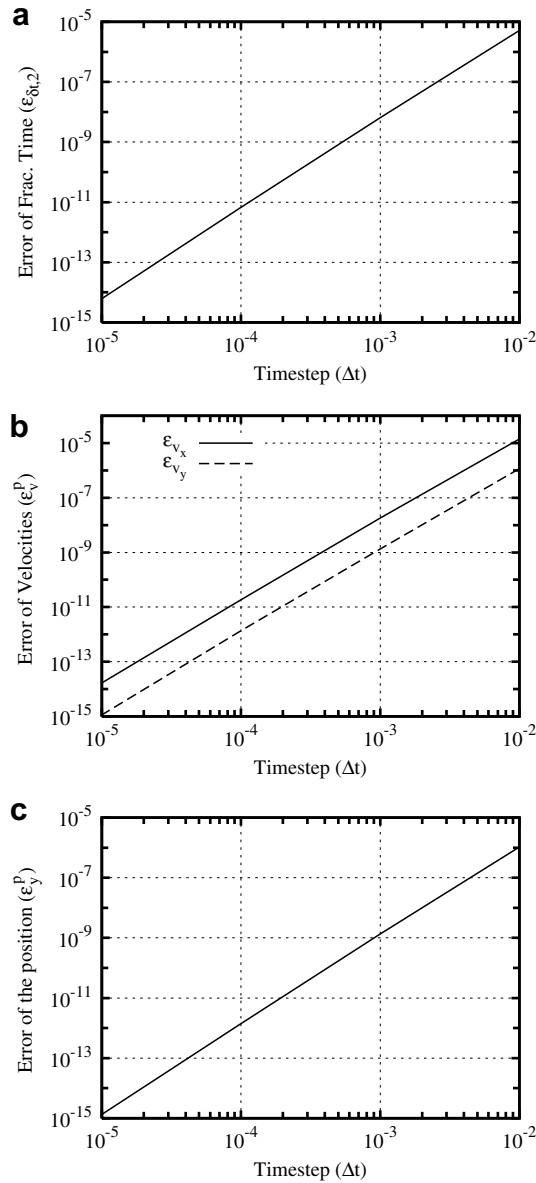 a
10^-5
10^-7
10^-9
10^-11
10^-13
10^-15
Error of Frac. Time (ε_δt,2)
10^-5 10^-4 10^-3 10^-2
Timestep (Δt)
b
ε_v_x
ε_v_y
10^-5
10^-7
10^-9
10^-11
10^-13
10^-15
Error of Velocities (ε_v^p)
10^-5 10^-4 10^-3 10^-2
Timestep (Δt)
c
10^-5
10^-7
10^-9
10^-11
10^-13
10^-15
Error of the position (ε_y^p)
10^-5 10^-4 10^-3 10^-2
Timestep (Δt)